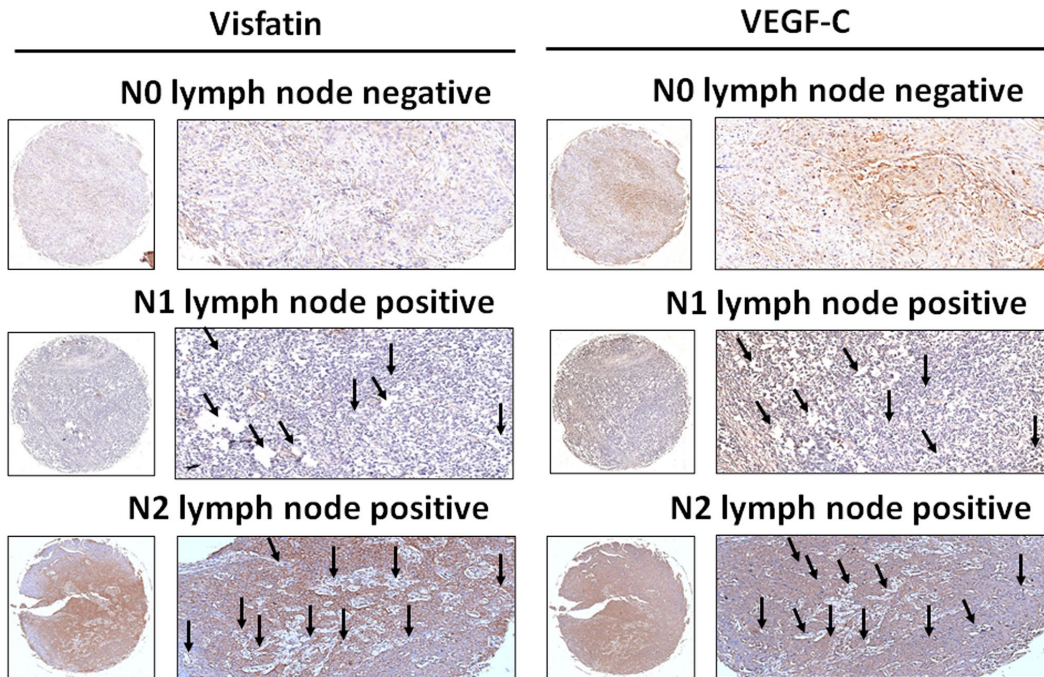 Visfatin
VEGF-C
N0 lymph node negative
N0 lymph node negative
N1 lymph node positive
N1 lymph node positive
N2 lymph node positive
N2 lymph node positive